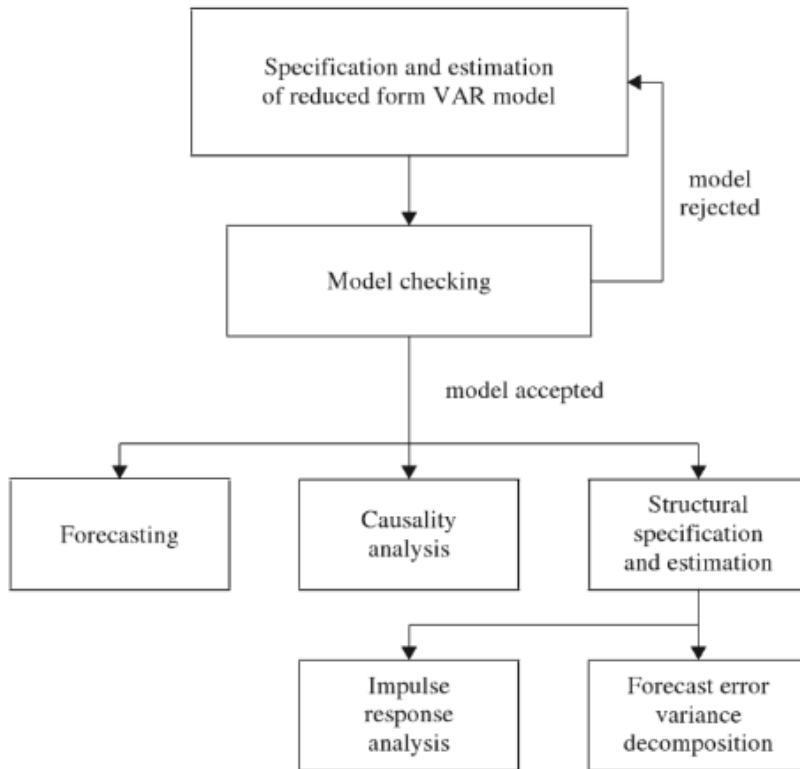 Specification and estimation
of reduced form VAR model
model
rejected
Model checking
model accepted
Forecasting
Causality
analysis
Structural
specification
and estimation
Impulse
response
analysis
Forecast error
variance
decomposition